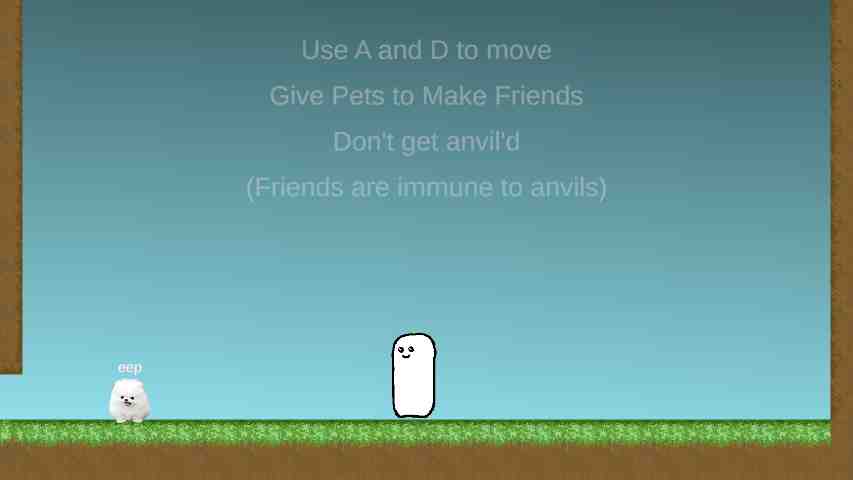 Use A and D to move
Give Pets to Make Friends
Don't get anvil'd
(Friends are immune to anvils)
eep